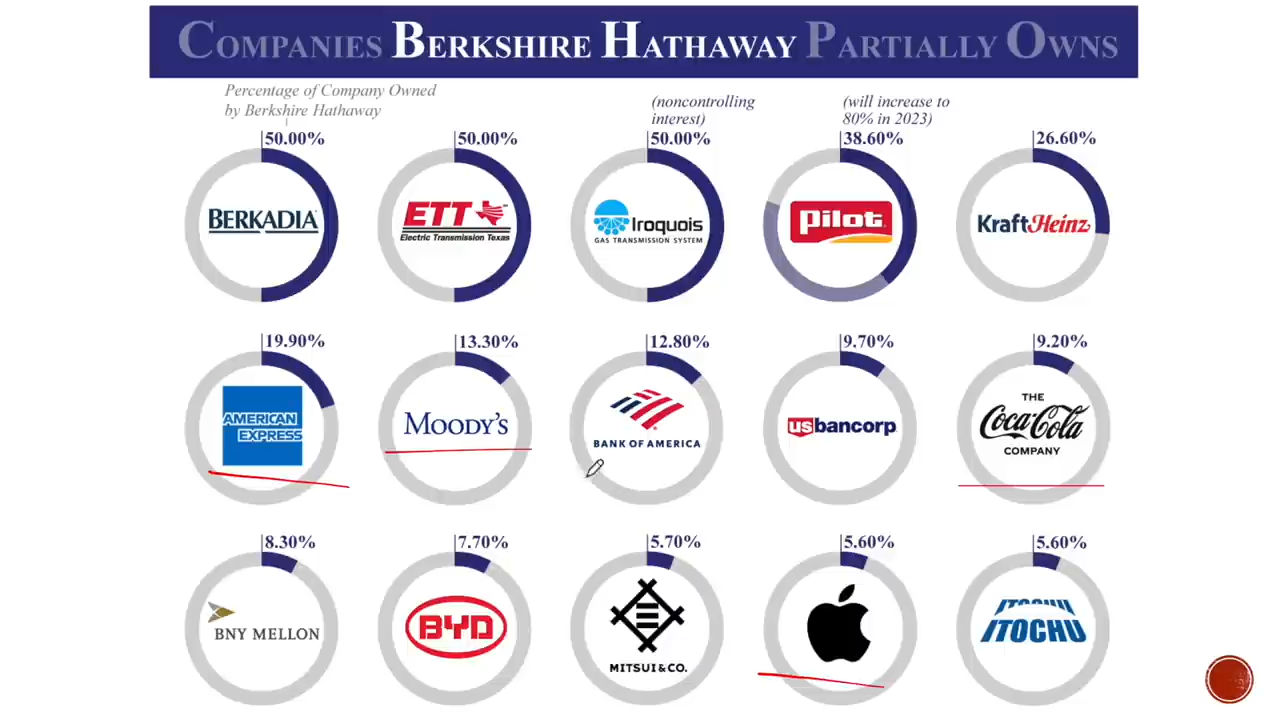 COMPANIES BERKSHIRE HATHAWAY PARTIALLY OWNS
Percentage of Company Owned
by Berkshire Hathaway
(noncontrolling
interest)
(will increase to
80% in 2023)
50.00%
50.00%
50.00%
38.60%
26.60%
BERKADIA
ETT
Electric Transmission Texas
Iroquois
GAS TRANSMISSION SYSTEM
Pilot
KraftHeinz
19.90%
13.30%
12.80%
9.70%
9.20%
AMERICAN
EXPRESS
MOODY'S
BANK OF AMERICA
usbancorp
THE
Coca-Cola
COMPANY
8.30%
7.70%
5.70%
5.60%
5.60%
BNY MELLON
BYD
MITSUI&CO.
ITOCHU
ITOCHU